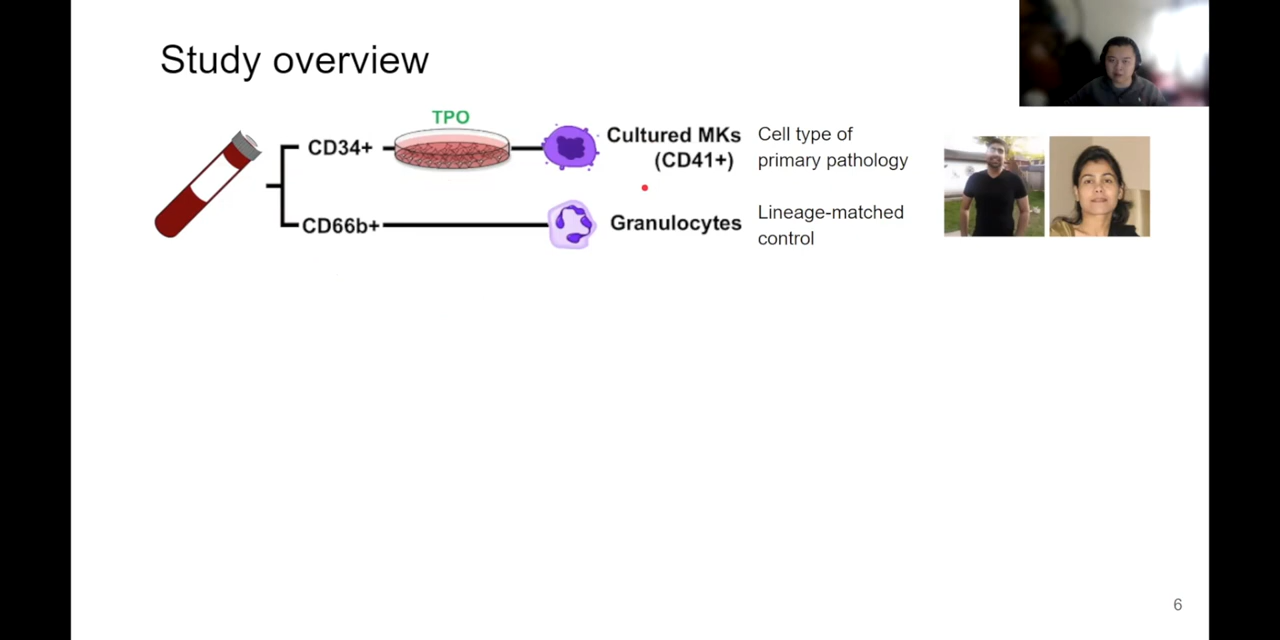 Study overview
TPO
CD34+
Cultured MKs
(CD41+)
Cell type of
primary pathology
CD66b+
Granulocytes
Lineage-matched
control
6